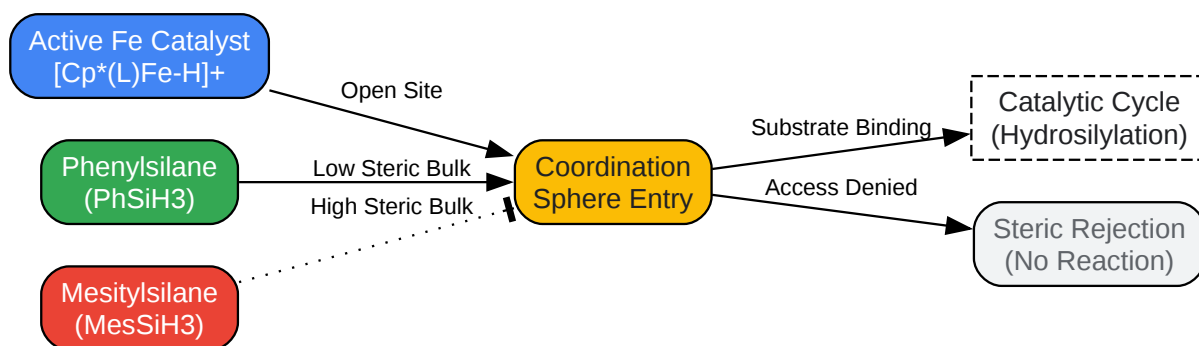 Active Fe Catalyst
[Cp*(L)Fe-H]+
Open Site
Phenylsilane
(PhSiH3)
Low Steric Bulk
High Steric Bulk
Mesitylsilane
(MesSiH3)
Coordination
Sphere Entry
Substrate Binding
Access Denied
Catalytic Cycle
(Hydrosilylation)
Steric Rejection
(No Reaction)